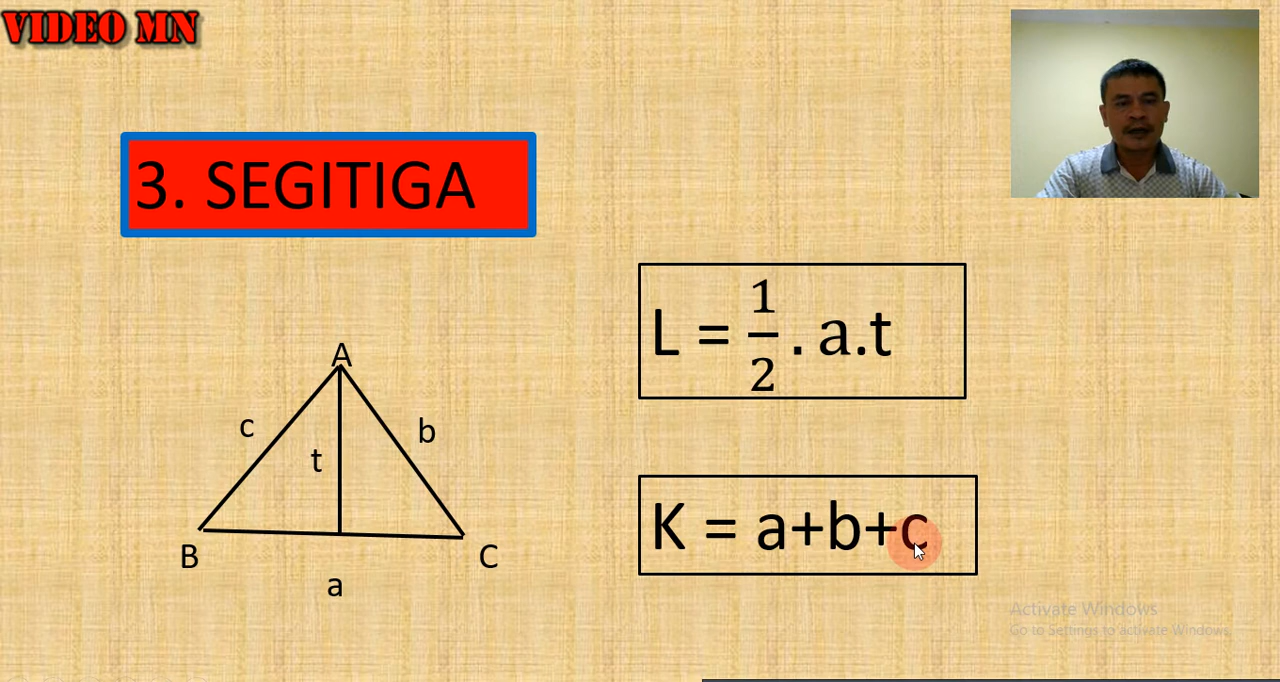 VIDEO MN
3. SEGITIGA
L = 1/2 . a.t
A
c
b
t
B
C
a
K = a+b+c
Activate Windows
Go to Settings to activate Windows.